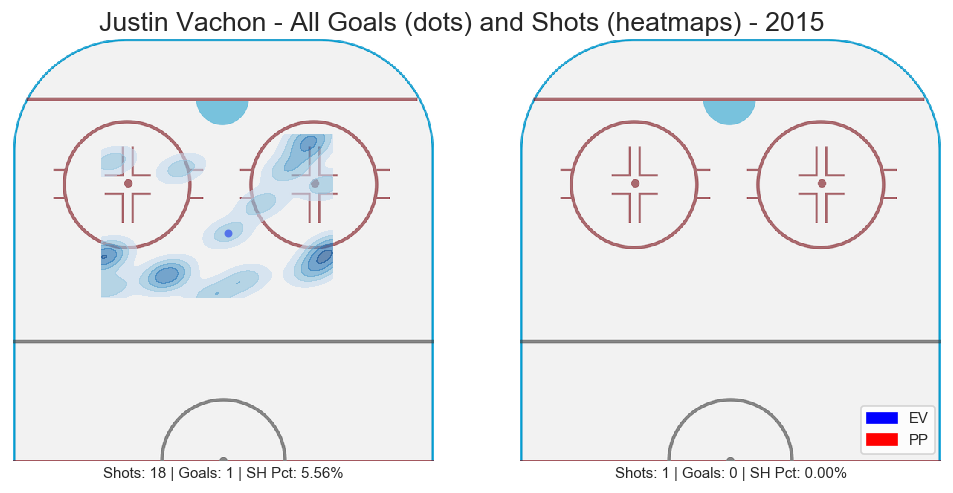 Justin Vachon - All Goals (dots) and Shots (heatmaps) - 2015
EV
PP
Shots: 18 | Goals: 1 | SH Pct: 5.56%
Shots: 1 | Goals: 0 | SH Pct: 0.00%